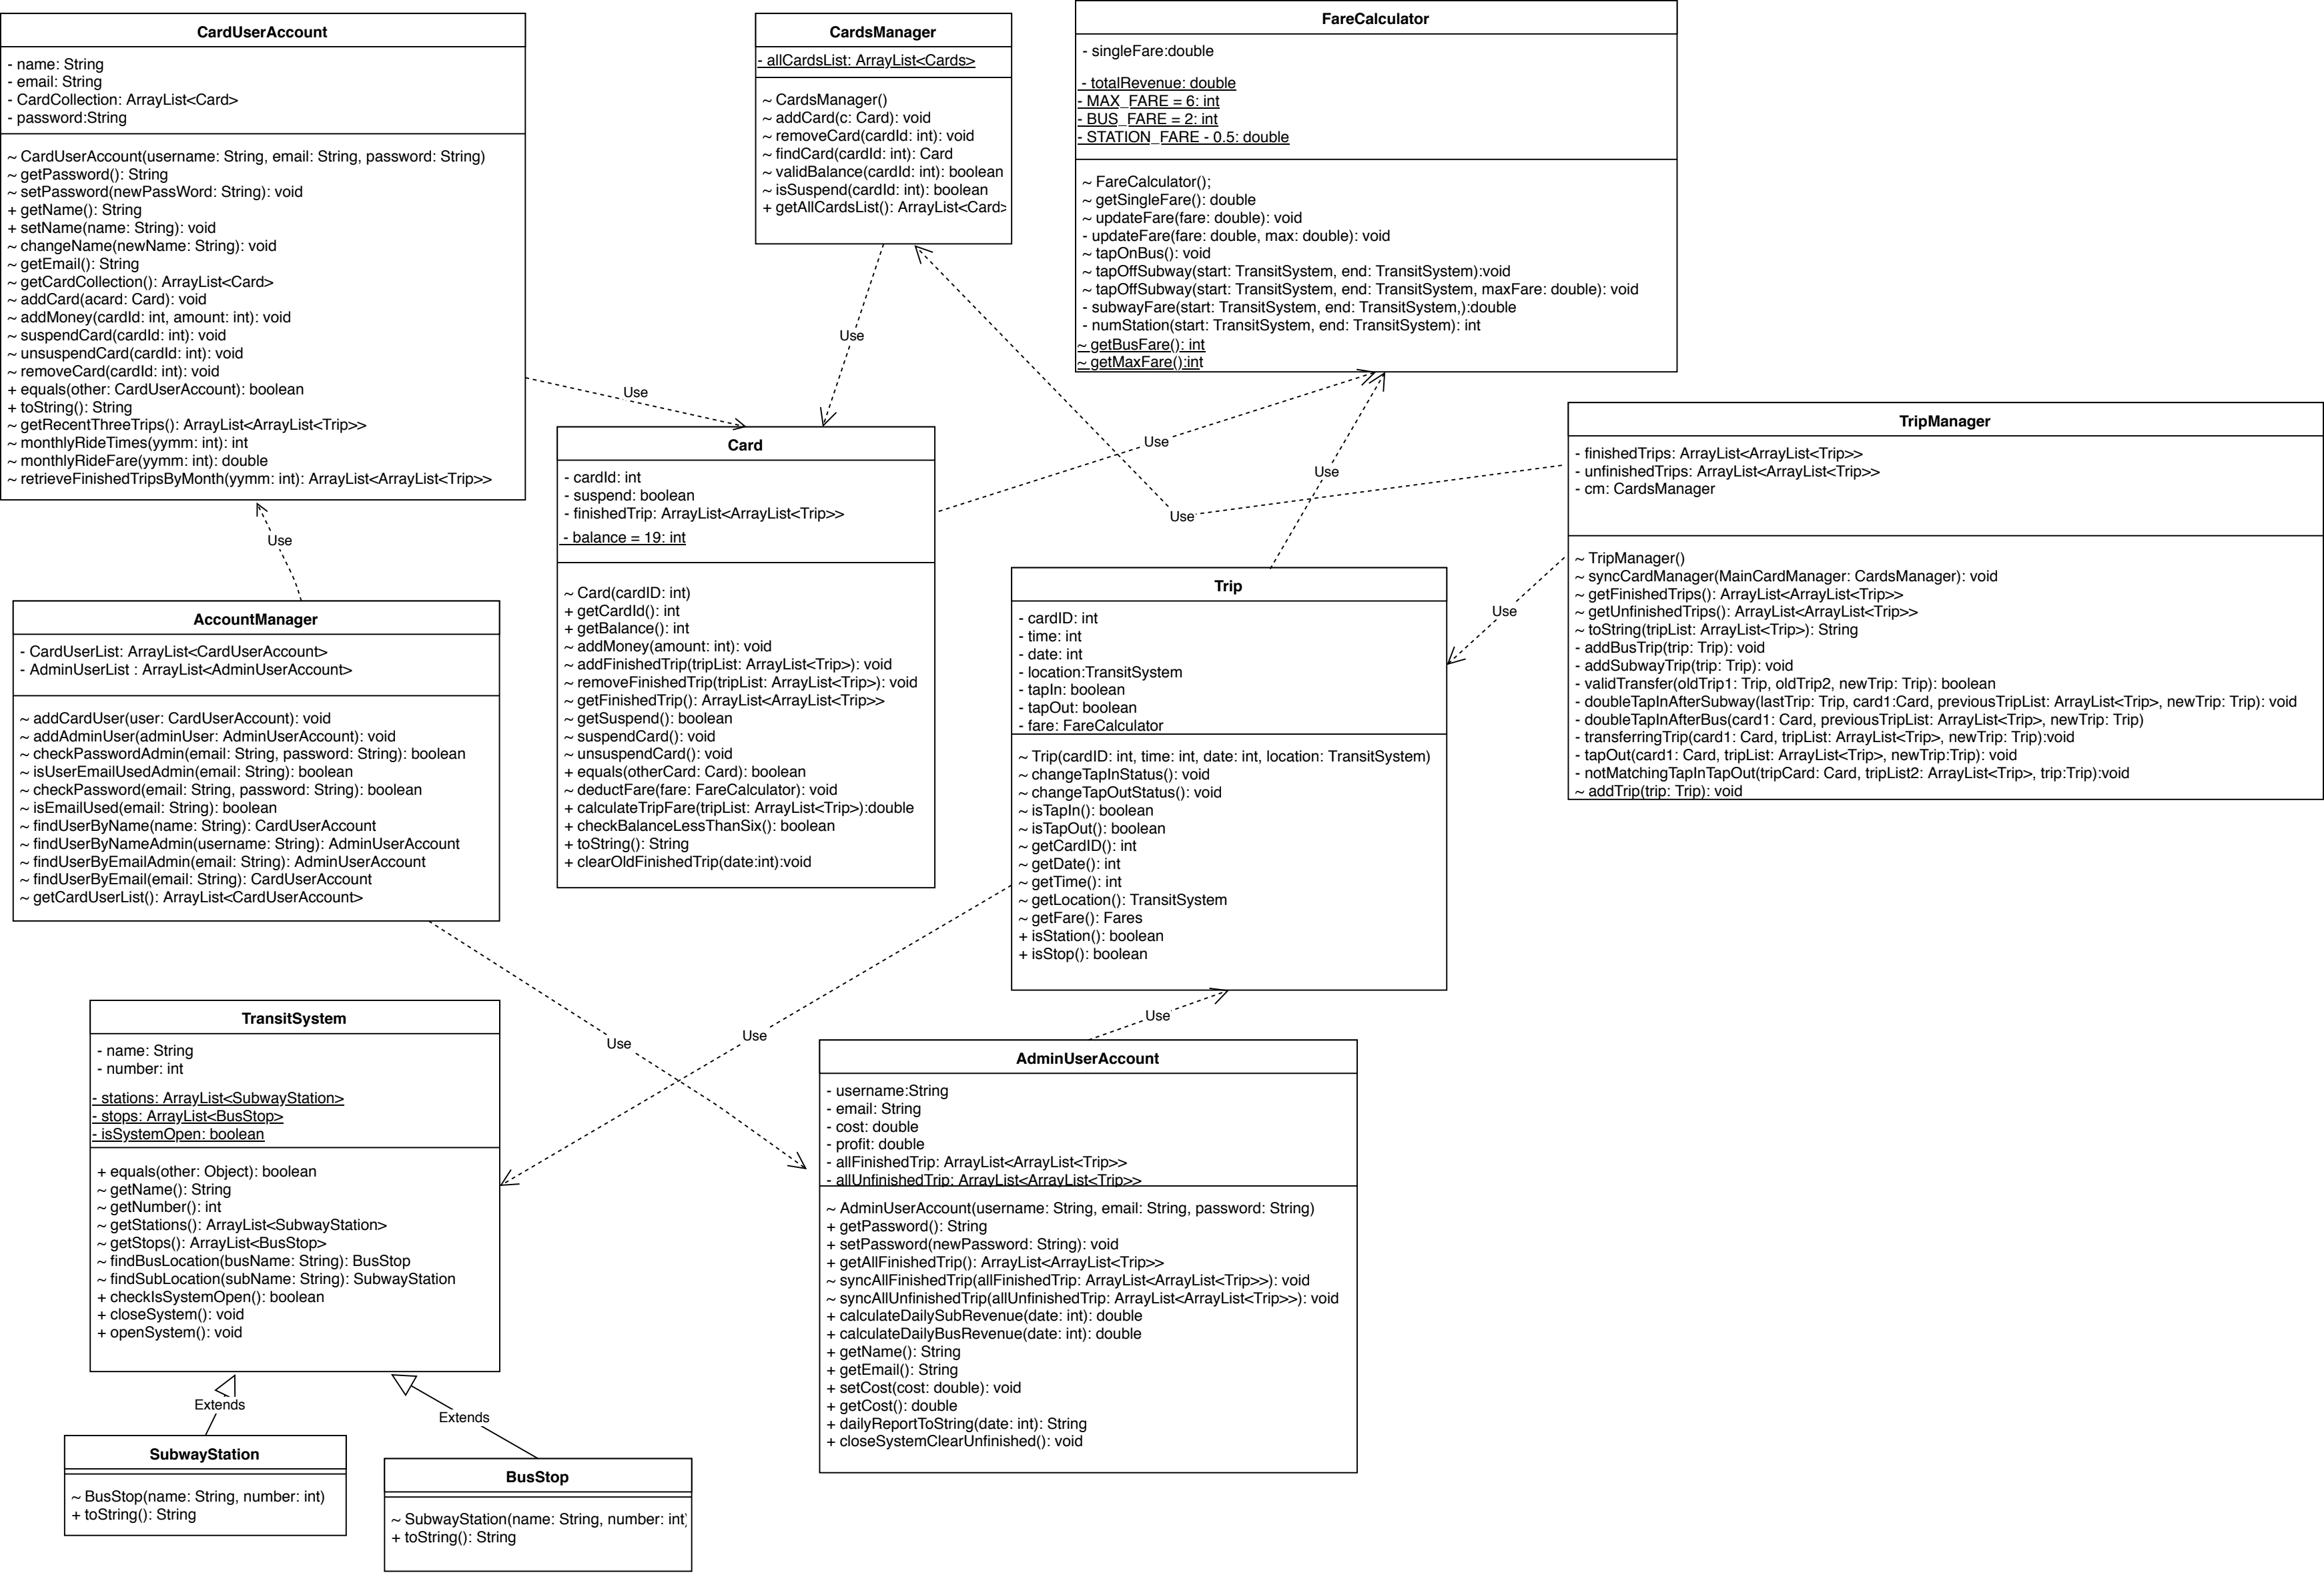 CardUserAccount
- name: String
- email: String
- CardCollection: ArrayList<Card>
- password:String
~ CardUserAccount(username: String, email: String, password: String)
~ getPassword(): String
~ setPassword(newPassWord: String): void
+ getName(): String
+ setName(name: String): void
~ changeName(newName: String): void
~ getEmail(): String
~ getCardCollection(): ArrayList<Card>
~ addCard(acard: Card): void
~ addMoney(cardId: int, amount: int): void
~ suspendCard(cardId: int): void
~ unsuspendCard(cardId: int): void
~ removeCard(cardId: int): void
+ equals(other: CardUserAccount): boolean
+ toString(): String
~ getRecentThreeTrips(): ArrayList<ArrayList<Trip>>
~ monthlyRideTimes(yymm: int): int
~ monthlyRideFare(yymm: int): double
~ retrieveFinishedTripsByMonth(yymm: int): ArrayList<ArrayList<Trip>>
CardsManager
- allCardsList: ArrayList<Cards>
~ CardsManager()
~ addCard(c: Card): void
~ removeCard(cardId: int): void
~ findCard(cardId: int): Card
~ validBalance(cardId: int): boolean
~ isSuspend(cardId: int): boolean
+ getAllCardsList(): ArrayList<Card>
FareCalculator
- singleFare:double
- totalRevenue: double
- MAX_FARE = 6: int
- BUS_FARE = 2: int
- STATION_FARE - 0.5: double
~ FareCalculator();
~ getSingleFare(): double
~ updateFare(fare: double): void
- updateFare(fare: double, max: double): void
~ tapOnBus(): void
~ tapOffSubway(start: TransitSystem, end: TransitSystem):void
~ tapOffSubway(start: TransitSystem, end: TransitSystem, maxFare: double): void
- subwayFare(start: TransitSystem, end: TransitSystem,):double
- numStation(start: TransitSystem, end: TransitSystem): int
~ getBusFare(): int
~ getMaxFare():int
Use
Use
Use
Use
Use
Use
Use
TripManager
- finishedTrips: ArrayList<ArrayList<Trip>>
- unfinishedTrips: ArrayList<ArrayList<Trip>>
- cm: CardsManager
~ TripManager()
~ syncCardManager(MainCardManager: CardsManager): void
~ getFinishedTrips(): ArrayList<ArrayList<Trip>>
~ getUnfinishedTrips(): ArrayList<ArrayList<Trip>>
~ toString(tripList: ArrayList<Trip>): String
- addBusTrip(trip: Trip): void
- addSubwayTrip(trip: Trip): void
- validTransfer(oldTrip1: Trip, oldTrip2, newTrip: Trip): boolean
- doubleTapInAfterSubway(lastTrip: Trip, card1:Card, previousTripList: ArrayList<Trip>, newTrip: Trip): void
- doubleTapInAfterBus(card1: Card, previousTripList: ArrayList<Trip>, newTrip: Trip)
- transferringTrip(card1: Card, tripList: ArrayList<Trip>, newTrip: Trip):void
- tapOut(card1: Card, tripList: ArrayList<Trip>, newTrip:Trip): void
- notMatchingTapInTapOut(tripCard: Card, tripList2: ArrayList<Trip>, trip:Trip):void
~ addTrip(trip: Trip): void
Card
- cardId: int
- suspend: boolean
- finishedTrip: ArrayList<ArrayList<Trip>>
- balance = 19: int
~ Card(cardID: int)
+ getCardId(): int
+ getBalance(): int
~ addMoney(amount: int): void
~ addFinishedTrip(tripList: ArrayList<Trip>): void
~ removeFinishedTrip(tripList: ArrayList<Trip>): void
~ getFinishedTrip(): ArrayList<ArrayList<Trip>>
~ getSuspend(): boolean
~ suspendCard(): void
~ unsuspendCard(): void
+ equals(otherCard: Card): boolean
~ deductFare(fare: FareCalculator): void
+ calculateTripFare(tripList: ArrayList<Trip>):double
+ checkBalanceLessThanSix(): boolean
+ toString(): String
+ clearOldFinishedTrip(date:int):void
Trip
- cardID: int
- time: int
- date: int
- location:TransitSystem
- tapIn: boolean
- tapOut: boolean
- fare: FareCalculator
~ Trip(cardID: int, time: int, date: int, location: TransitSystem)
~ changeTapInStatus(): void
~ changeTapOutStatus(): void
~ isTapIn(): boolean
~ isTapOut(): boolean
~ getCardID(): int
~ getDate(): int
~ getTime(): int
~ getLocation(): TransitSystem
~ getFare(): Fares
+ isStation(): boolean
+ isStop(): boolean
AccountManager
- CardUserList: ArrayList<CardUserAccount>
- AdminUserList : ArrayList<AdminUserAccount>
~ addCardUser(user: CardUserAccount): void
~ addAdminUser(adminUser: AdminUserAccount): void
~ checkPasswordAdmin(email: String, password: String): boolean
~ isUserEmailUsedAdmin(email: String): boolean
~ checkPassword(email: String, password: String): boolean
~ isEmailUsed(email: String): boolean
~ findUserByName(name: String): CardUserAccount
~ findUserByNameAdmin(username: String): AdminUserAccount
~ findUserByEmailAdmin(email: String): AdminUserAccount
~ findUserByEmail(email: String): CardUserAccount
~ getCardUserList(): ArrayList<CardUserAccount>
Use
Use
Use
TransitSystem
- name: String
- number: int
- stations: ArrayList<SubwayStation>
- stops: ArrayList<BusStop>
- isSystemOpen: boolean
+ equals(other: Object): boolean
~ getName(): String
~ getNumber(): int
~ getStations(): ArrayList<SubwayStation>
~ getStops(): ArrayList<BusStop>
~ findBusLocation(busName: String): BusStop
~ findSubLocation(subName: String): SubwayStation
+ checkIsSystemOpen(): boolean
+ closeSystem(): void
+ openSystem(): void
AdminUserAccount
- username:String
- email: String
- cost: double
- profit: double
- allFinishedTrip: ArrayList<ArrayList<Trip>>
- allUnfinishedTrip: ArrayList<ArrayList<Trip>>
~ AdminUserAccount(username: String, email: String, password: String)
+ getPassword(): String
+ setPassword(newPassword: String): void
+ getAllFinishedTrip(): ArrayList<ArrayList<Trip>>
~ syncAllFinishedTrip(allFinishedTrip: ArrayList<ArrayList<Trip>>): void
~ syncAllUnfinishedTrip(allUnfinishedTrip: ArrayList<ArrayList<Trip>>): void
+ calculateDailySubRevenue(date: int): double
+ calculateDailyBusRevenue(date: int): double
+ getName(): String
+ getEmail(): String
+ setCost(cost: double): void
+ getCost(): double
+ dailyReportToString(date: int): String
+ closeSystemClearUnfinished(): void
Extends
Extends
SubwayStation
~ BusStop(name: String, number: int)
+ toString(): String
BusStop
~ SubwayStation(name: String, number: int)
+ toString(): String